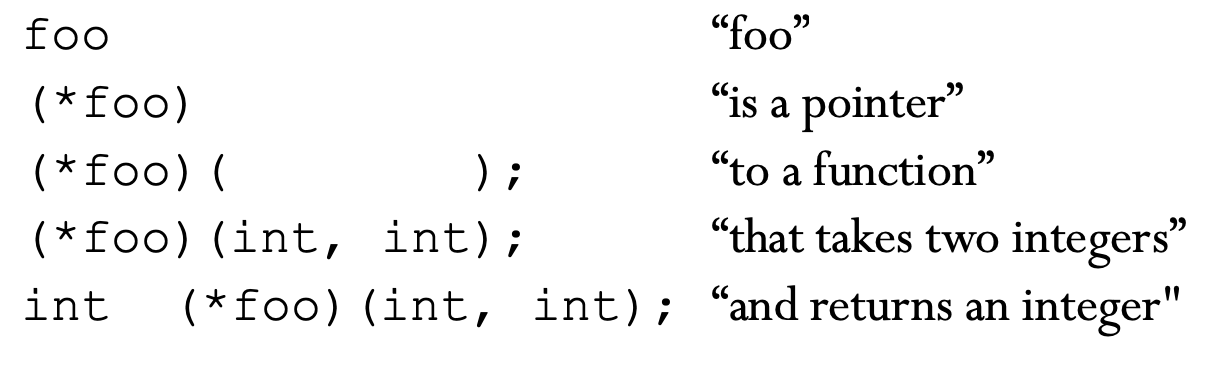 foo “foo”
(*foo) “is a pointer”
(*foo)( ); “to a function”
(*foo)(int, int); “that takes two integers”
int (*foo)(int, int); “and returns an integer"